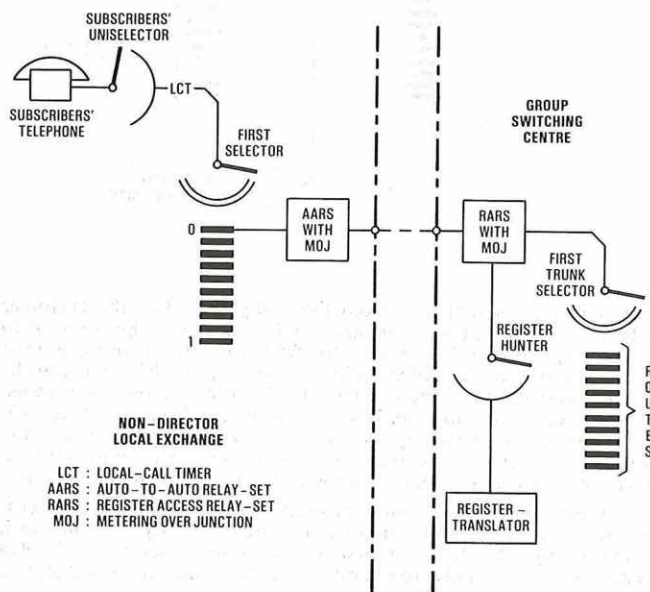 SUBSCRIBERS'
UNISELECTOR
SUBSCRIBERS'
TELEPHONE
LCT
FIRST
SELECTOR
GROUP
SWITCHING
CENTRE
0
1
AARS
WITH
MOJ
RARS
WITH
MOJ
FIRST
TRUNK
SELECTOR
REGISTER
HUNTER
REGISTER –
TRANSLATOR
NON–DIRECTOR
LOCAL EXCHANGE
LCT : LOCAL–CALL TIMER
AARS : AUTO–TO–AUTO RELAY–SET
RARS : REGISTER ACCESS RELAY–SET
MOJ : METERING OVER JUNCTION